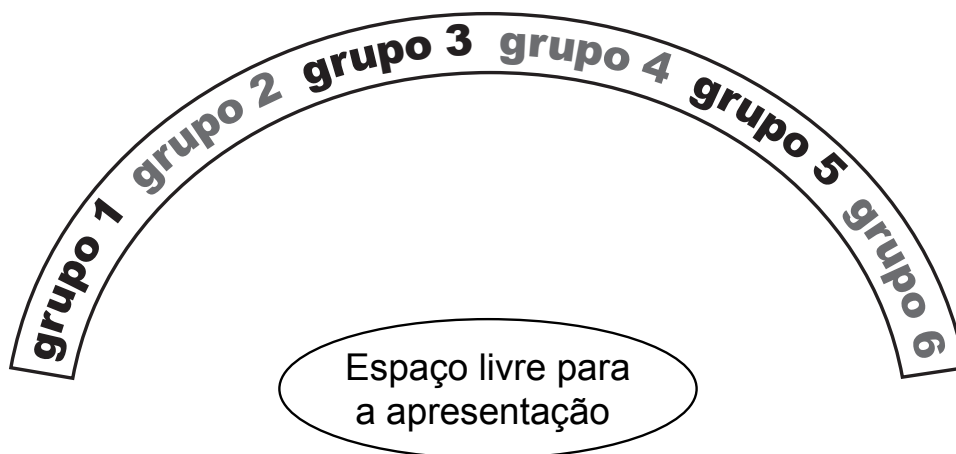 grupo 1
grupo 2
grupo 3
grupo 4
grupo 5
grupo 6
Espaço livre para
a apresentação